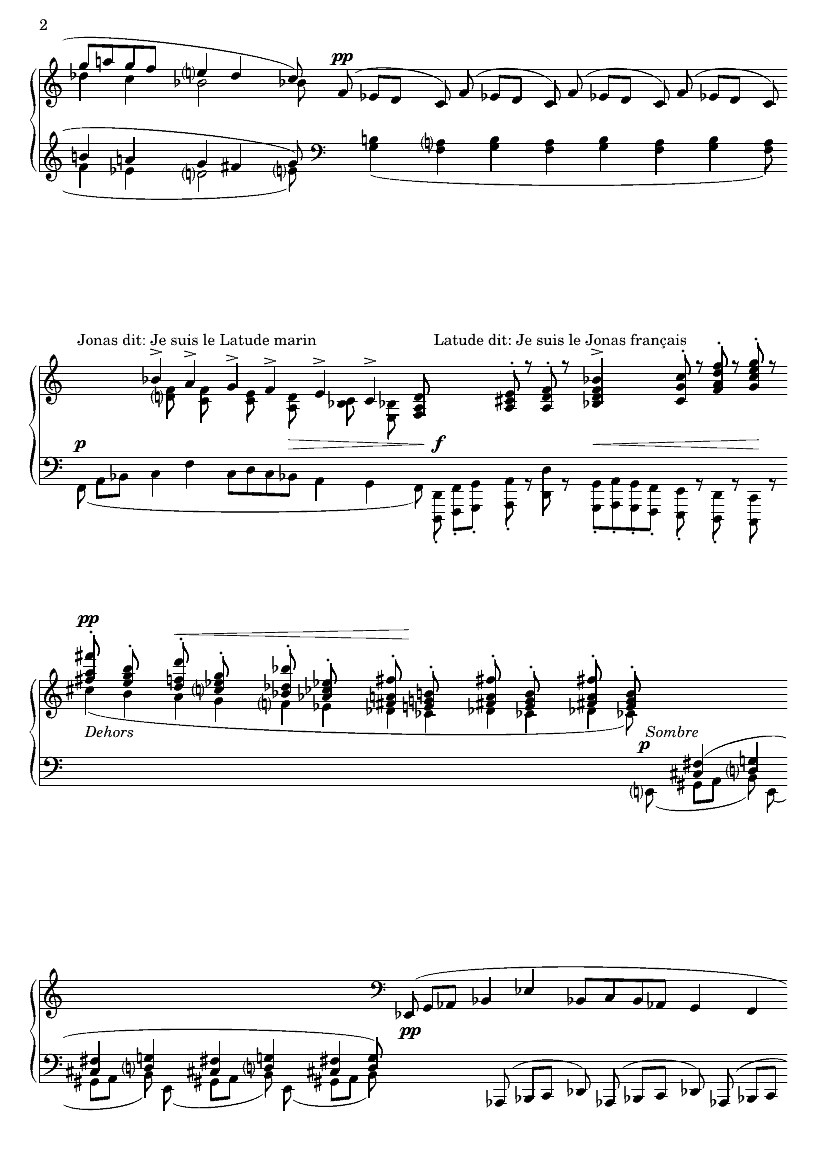 2
pp
Jonas dit: Je suis le Latude marin
Latude dit: Je suis le Jonas français
p
f
pp
Dehors
Sombre
p
pp